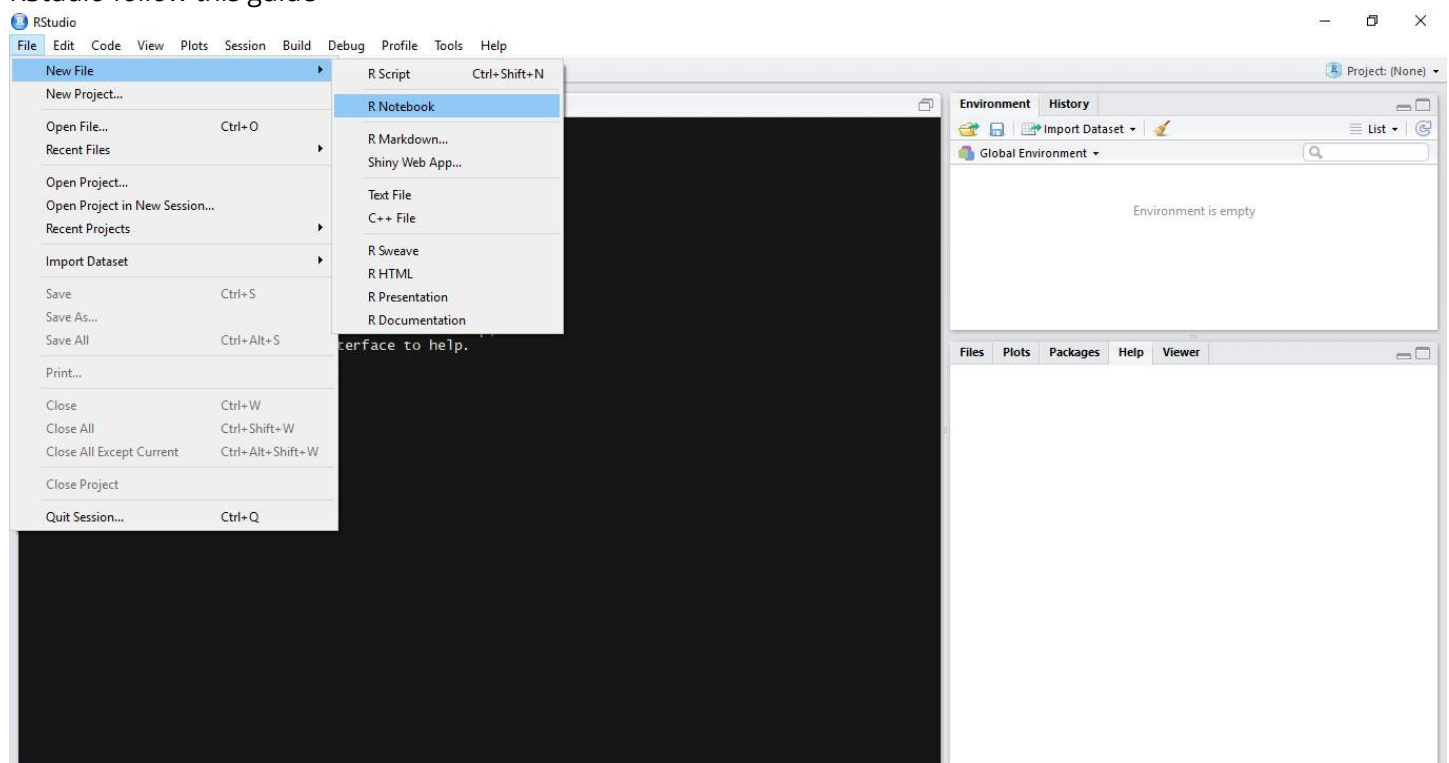 RStudio follow this guide
RStudio
File Edit Code View Plots Session Build Debug Profile Tools Help
New File
New Project...
Open File... Ctrl+O
Recent Files
Open Project...
Open Project in New Session...
Recent Projects
Import Dataset
Save Ctrl+S
Save As...
Save All Ctrl+Alt+S
Print...
Close Ctrl+W
Close All Ctrl+Shift+W
Close All Except Current Ctrl+Alt+Shift+W
Close Project
Quit Session... Ctrl+Q
R Script Ctrl+Shift+N
R Notebook
R Markdown...
Shiny Web App...
Text File
C++ File
R Sweave
R HTML
R Presentation
R Documentation
terface to help.
Project: (None)
Environment History
Import Dataset List
Global Environment
Environment is empty
Files Plots Packages Help Viewer